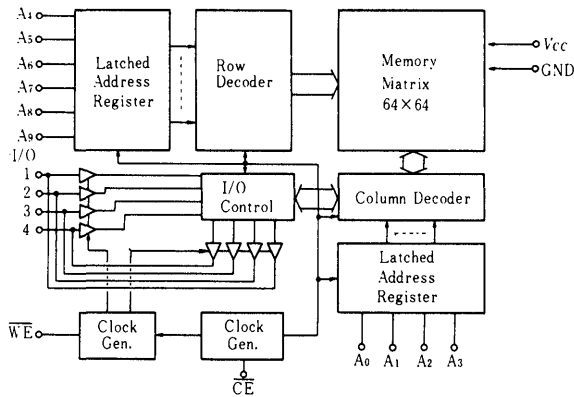 A4
A5
A6
A7
A8
A9
Latched
Address
Register
Row
Decoder
Memory
Matrix
64×64
Vcc
GND
I/O
1
2
3
4
I/O
Control
Column Decoder
Latched
Address
Register
WE
Clock
Gen.
Clock
Gen.
CE
A0
A1
A2
A3